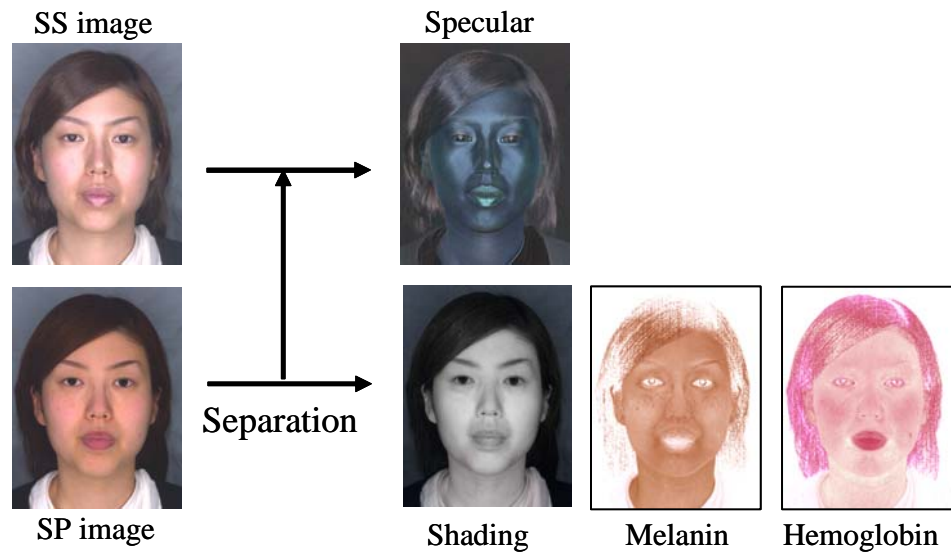 SS image
Specular
Separation
SP image
Shading
Melanin
Hemoglobin